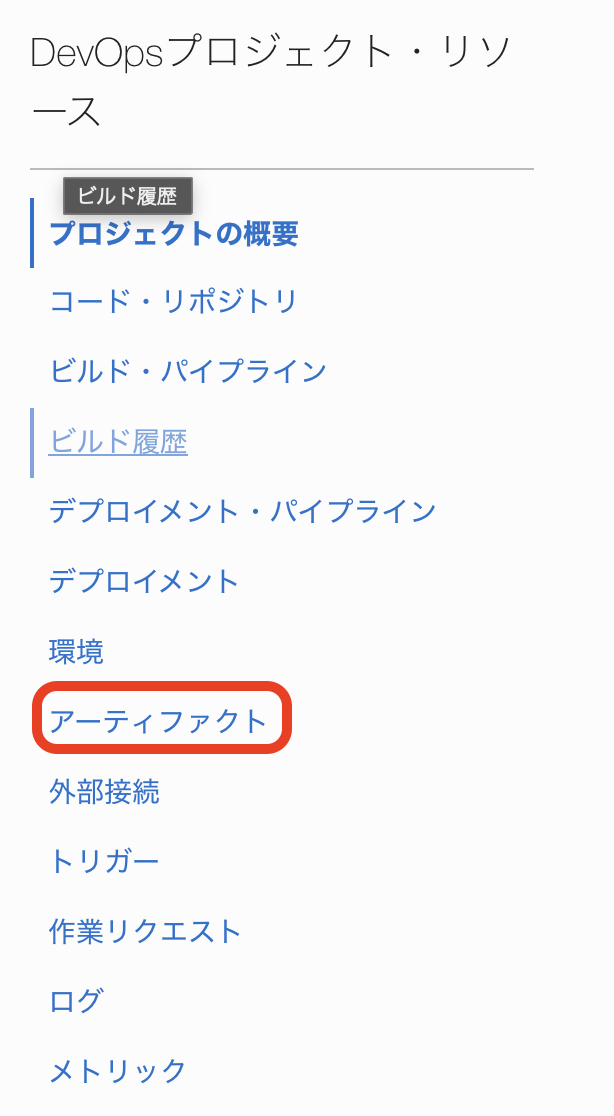 DevOpsプロジェクト・リソ
ース
ビルド履歴
プロジェクトの概要
コード・リポジトリ
ビルド・パイプライン
ビルド履歴
デプロイメント・パイプライン
デプロイメント
環境
アーティファクト
外部接続
トリガー
作業リクエスト
ログ
メトリック